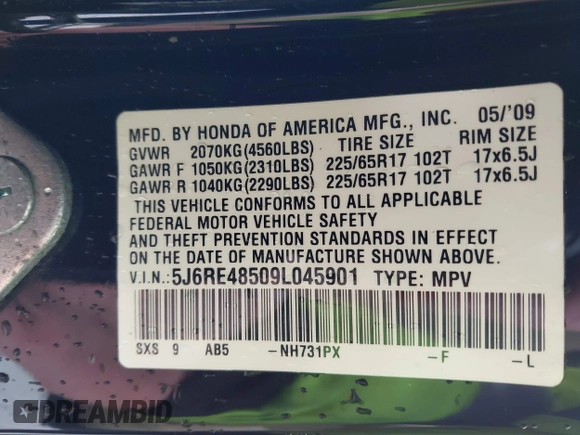 MFD. BY HONDA OF AMERICA MFG., INC. 05/'09
GVWR 2070KG(4560LBS) TIRE SIZE RIM SIZE
GAWR F 1050KG(2310LBS) 225/65R17 102T 17x6.5J
GAWR R 1040KG(2290LBS) 225/65R17 102T 17x6.5J
THIS VEHICLE CONFORMS TO ALL APPLICABLE
FEDERAL MOTOR VEHICLE SAFETY
AND THEFT PREVENTION STANDARDS IN EFFECT
ON THE DATE OF MANUFACTURE SHOWN ABOVE.
V.I.N.:5J6RE48509L045901 TYPE: MPV
SXS 9 AB5 -NH731PX -F -L
DREAMBID